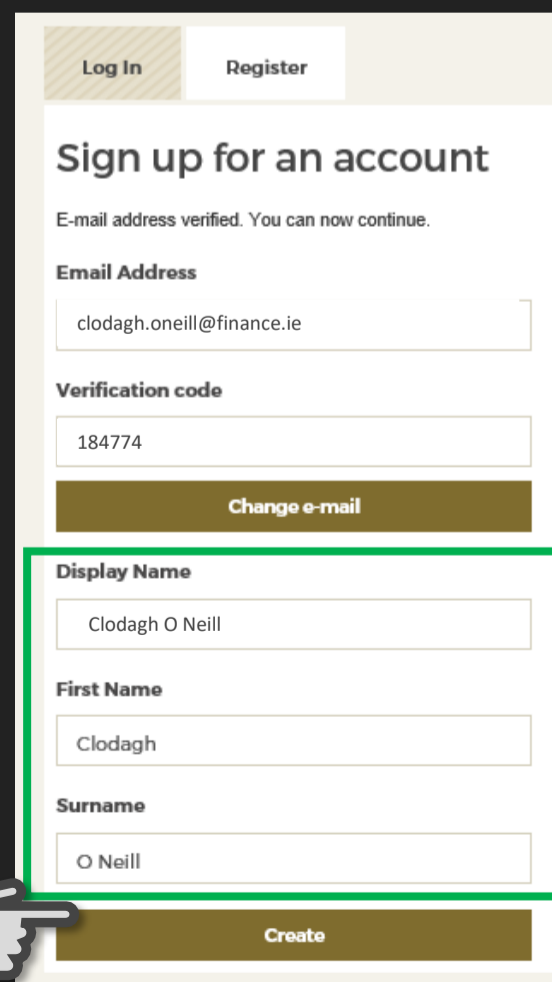 Log In Register
Sign up for an account
E-mail address verified. You can now continue.
Email Address
clodagh.oneill@finance.ie
Verification code
184774
Change e-mail
Display Name
Clodagh O Neill
First Name
Clodagh
Surname
O Neill
Create